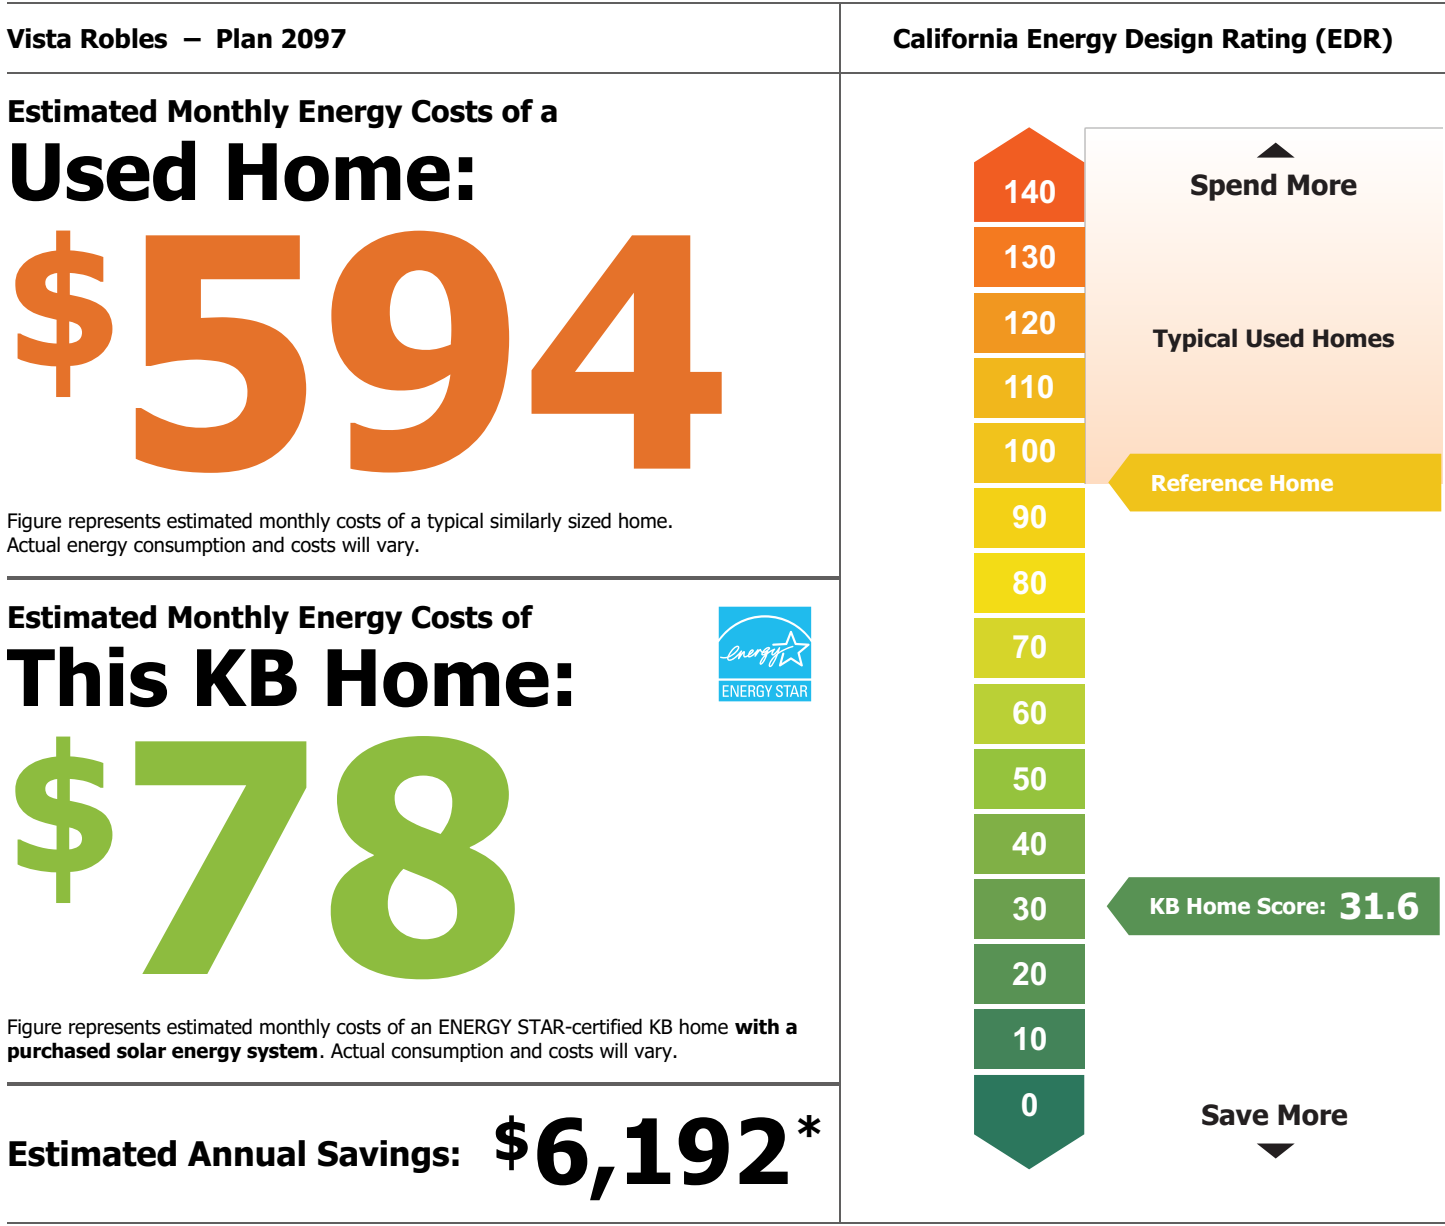 Vista Robles – Plan 2097
Estimated Monthly Energy Costs of a
Used Home:
$594
Figure represents estimated monthly costs of a typical similarly sized home.
Actual energy consumption and costs will vary.
Estimated Monthly Energy Costs of
This KB Home:
energy
ENERGY STAR
$78
Figure represents estimated monthly costs of an ENERGY STAR-certified KB home with a
purchased solar energy system. Actual consumption and costs will vary.
Estimated Annual Savings: $6,192*
California Energy Design Rating (EDR)
Spend More
140
130
120
Typical Used Homes
110
100
Reference Home
90
80
70
60
50
40
30
KB Home Score: 31.6
20
10
0
Save More